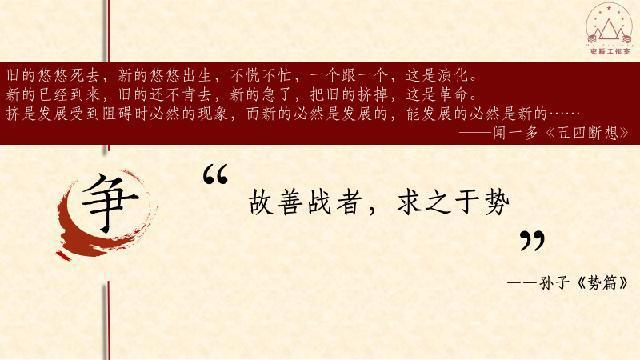 史殿工作室
旧的悠悠死去，新的悠悠出生，不慌不忙，一个跟一个，这是演化。
新的已经到来，旧的还不肯去，新的急了，把旧的挤掉，这是革命。
挤是发展受到阻碍时必然的现象，而新的必然是发展的，能发展的必然是新的……
——闻一多《五四断想》
争
“故善战者，求之于势”
——孙子《势篇》